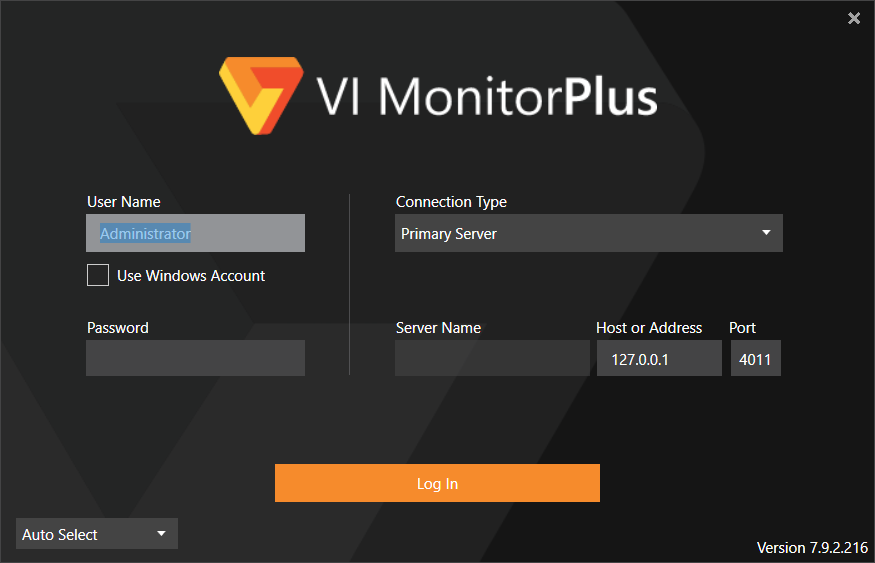 VI MonitorPlus
User Name
Administrator
Use Windows Account
Password
Connection Type
Primary Server
Server Name
Host or Address
Port
127.0.0.1
4011
Log In
Auto Select
Version 7.9.2.216